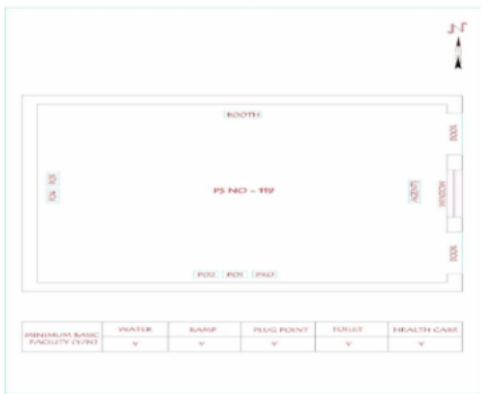 N
BOOTH
DOOR
PS NO - 119
WINDOW
DOOR
PO2 PO1 PRO
MINIMUM BASIC FACILITY (Y/N) WATER RAMP PLUG POINT TOILET HEALTH CARE
Y Y Y Y Y